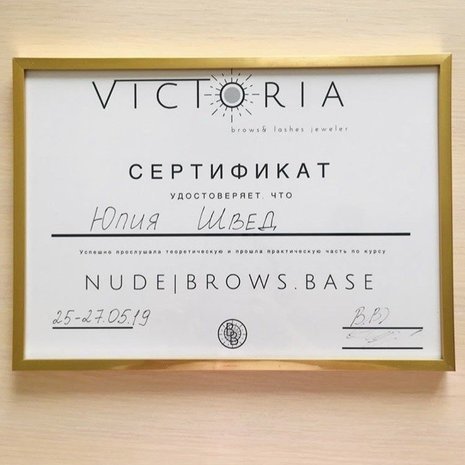 VICTORIA
brows & lashes jeweler
СЕРТИФИКАТ
УДОСТОВЕРЯЕТ, ЧТО
Юлия Швед
Успешно прослушала теоретическую и прошла практическую часть по курсу
NUDE|BROWS.BASE
25-27.05.19